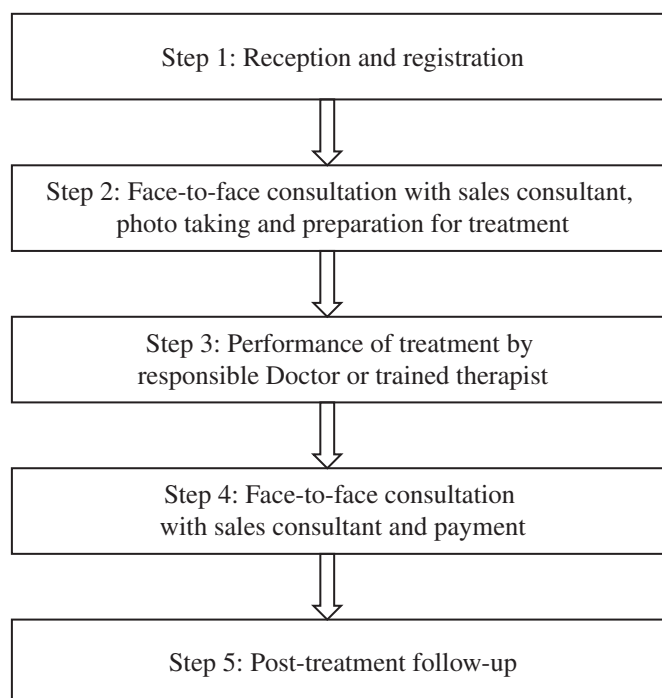 Step 1: Reception and registration
Step 2: Face-to-face consultation with sales consultant,
photo taking and preparation for treatment
Step 3: Performance of treatment by
responsible Doctor or trained therapist
Step 4: Face-to-face consultation
with sales consultant and payment
Step 5: Post-treatment follow-up